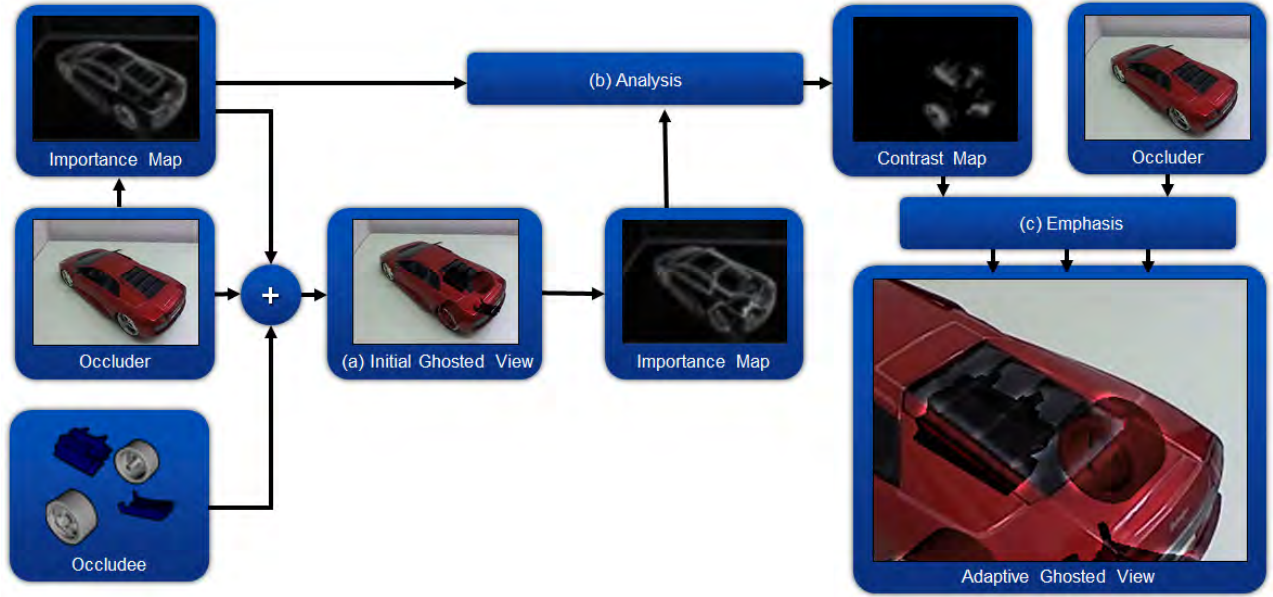 Importance Map
(b) Analysis
Contrast Map
Occluder
Occluder
+
(a) Initial Ghosted View
Importance Map
(c) Emphasis
Occludee
Adaptive Ghosted View